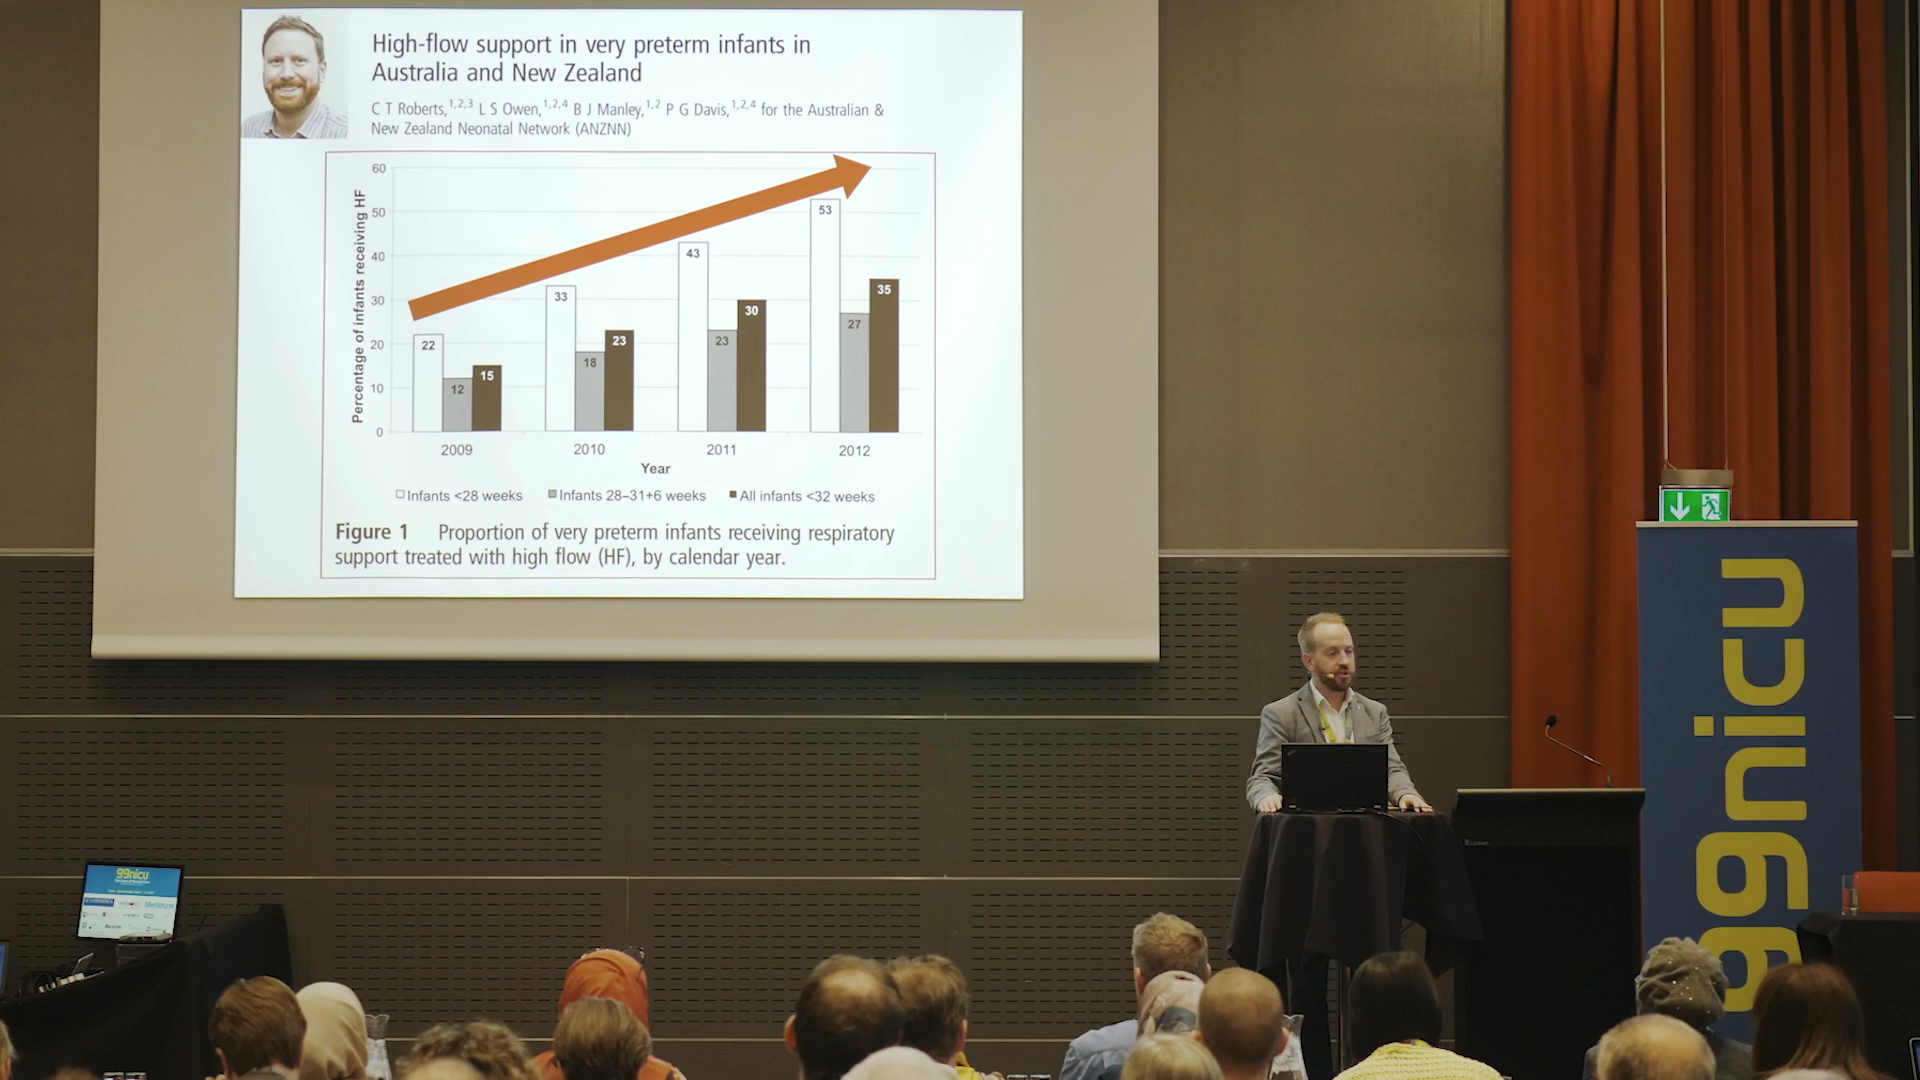 High-flow support in very preterm infants in
Australia and New Zealand
C T Roberts,1,2,3 L S Owen,1,2,4 B J Manley,1,2 P G Davis,1,2,4 for the Australian &
New Zealand Neonatal Network (ANZNN)
Percentage of infants receiving HF
60
50
40
30
20
10
0
22
12
15
33
18
23
43
23
30
53
27
35
2009
2010
2011
2012
Year
Infants <28 weeks
Infants 28–31+6 weeks
All infants <32 weeks
Figure 1 Proportion of very preterm infants receiving respiratory
support treated with high flow (HF), by calendar year.
99nicu
99nicu